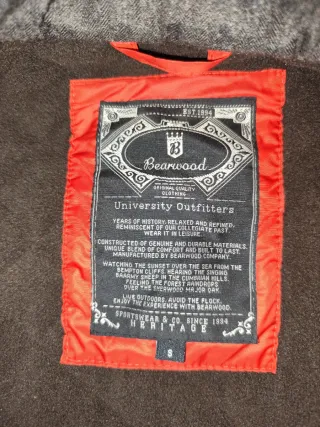 EST 1994
B
Bearwood
ORIGINAL QUALITY
CLOTHING
University Outfitters
YEARS OF HISTORY: RELAXED AND REFINED,
REMINISCENT OF OUR COLLEGIATE PAST
WEAR IT IN LEISURE.
CONSTRUCTED OF GENUINE AND DURABLE MATERIALS.
UNIQUE BLEND OF COMFORT AND BUILT TO LAST.
MANUFACTURED BY BEARWOOD COMPANY.
WATCHING THE SUNSET OVER THE SEA FROM THE
BEMPTON CLIFFS. HEARING THE SINGING
BAGGWY SHEEP IN THE CUMBRIAN HILLS.
FEELING THE FOREST RAINDROPS
OVER THE SHERWOOD MAJOR OAK.
LIVE OUTDOORS. AVOID THE FLOCK.
ENJOY THE EXPERIENCE WITH BEARWOOD.
SPORTSWEAR & CO. SINCE 1994
HERITAGE
S